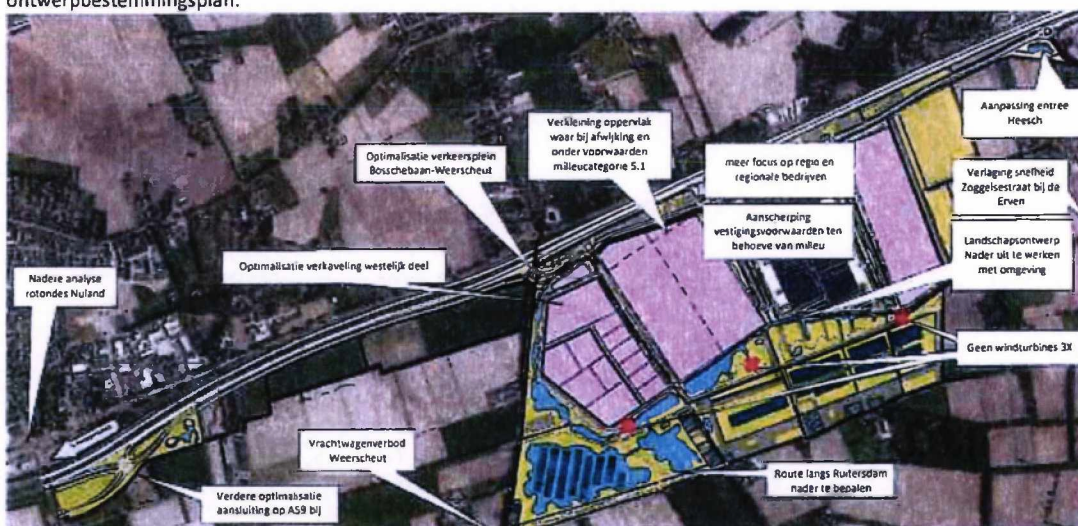 ontwerpbestemmingsplan.
Aanpassing entree
Heesch
Verkleining oppervlak
waar bij afwijking en
onder voorwaarden
milieucategorie 5.1
Optimalisatie verkeersplein
Bosschebaan-Weerscheut
meer focus op regio en
regionale bedrijven
Verlaging snelheid
Zoggelsestraat bij de
Erven
Aanscherping
vestigingsvoorwaarden ten
behoeve van milieu
Landschapsontwerp
Nader uit te werken
met omgeving
Optimalisatie verkaveling westelijk deel
Nadere analyse
rotondes Nuland
Geen windturbines 3X
Vrachtwagenverbod
Weerscheut
Route langs Ruitersdam
nader te bepalen
Verdere optimalisatie
aansluiting op A59 bij